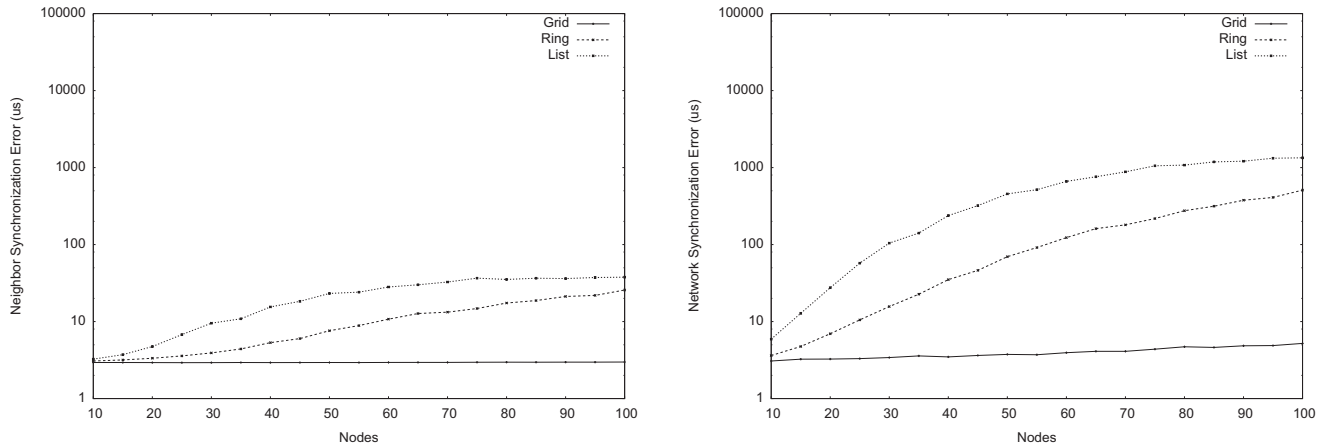 100000
10000
1000
100
10
1
10 20 30 40 50 60 70 80 90 100
Nodes
Neighbor Synchronization Error (us)
Grid
Ring
List
100000
10000
1000
100
10
1
10 20 30 40 50 60 70 80 90 100
Nodes
Network Synchronization Error (us)
Grid
Ring
List